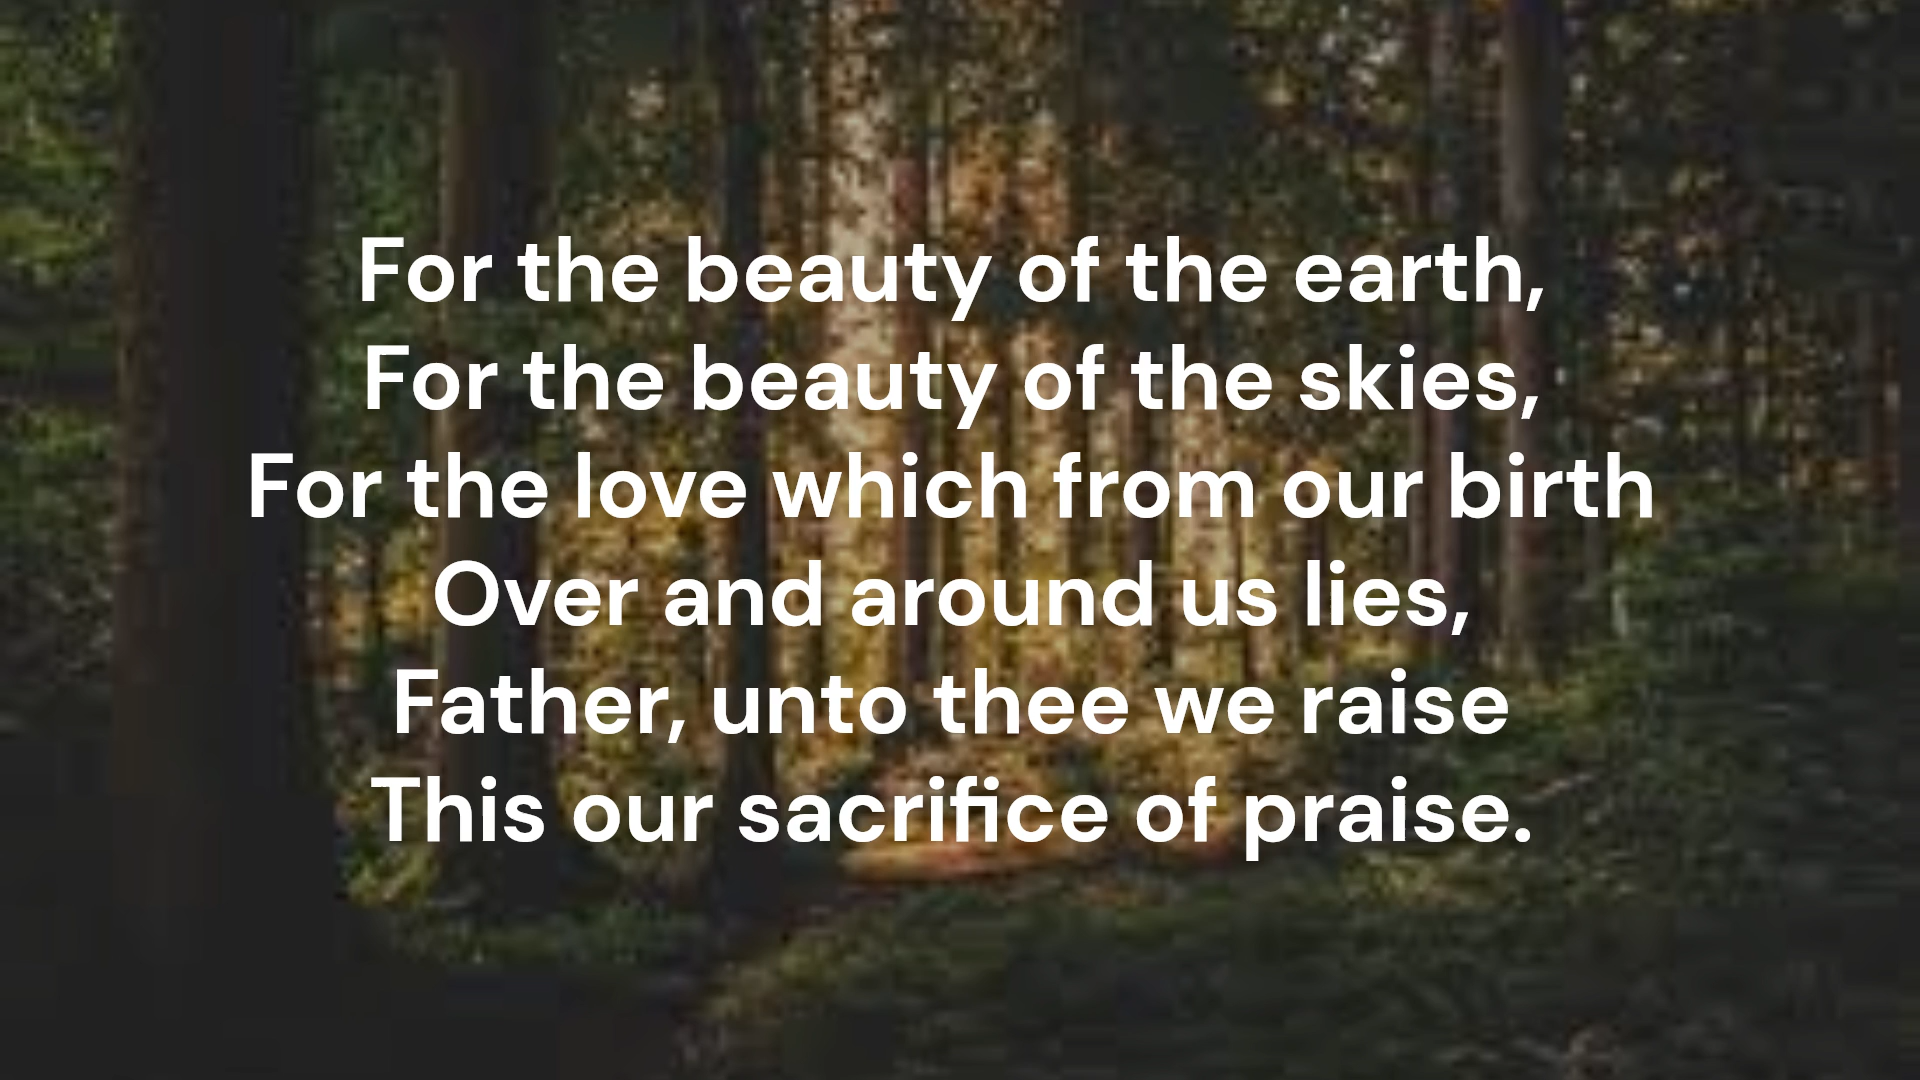 For the beauty of the earth,
For the beauty of the skies,
For the love which from our birth
Over and around us lies,
Father, unto thee we raise
This our sacrifice of praise.